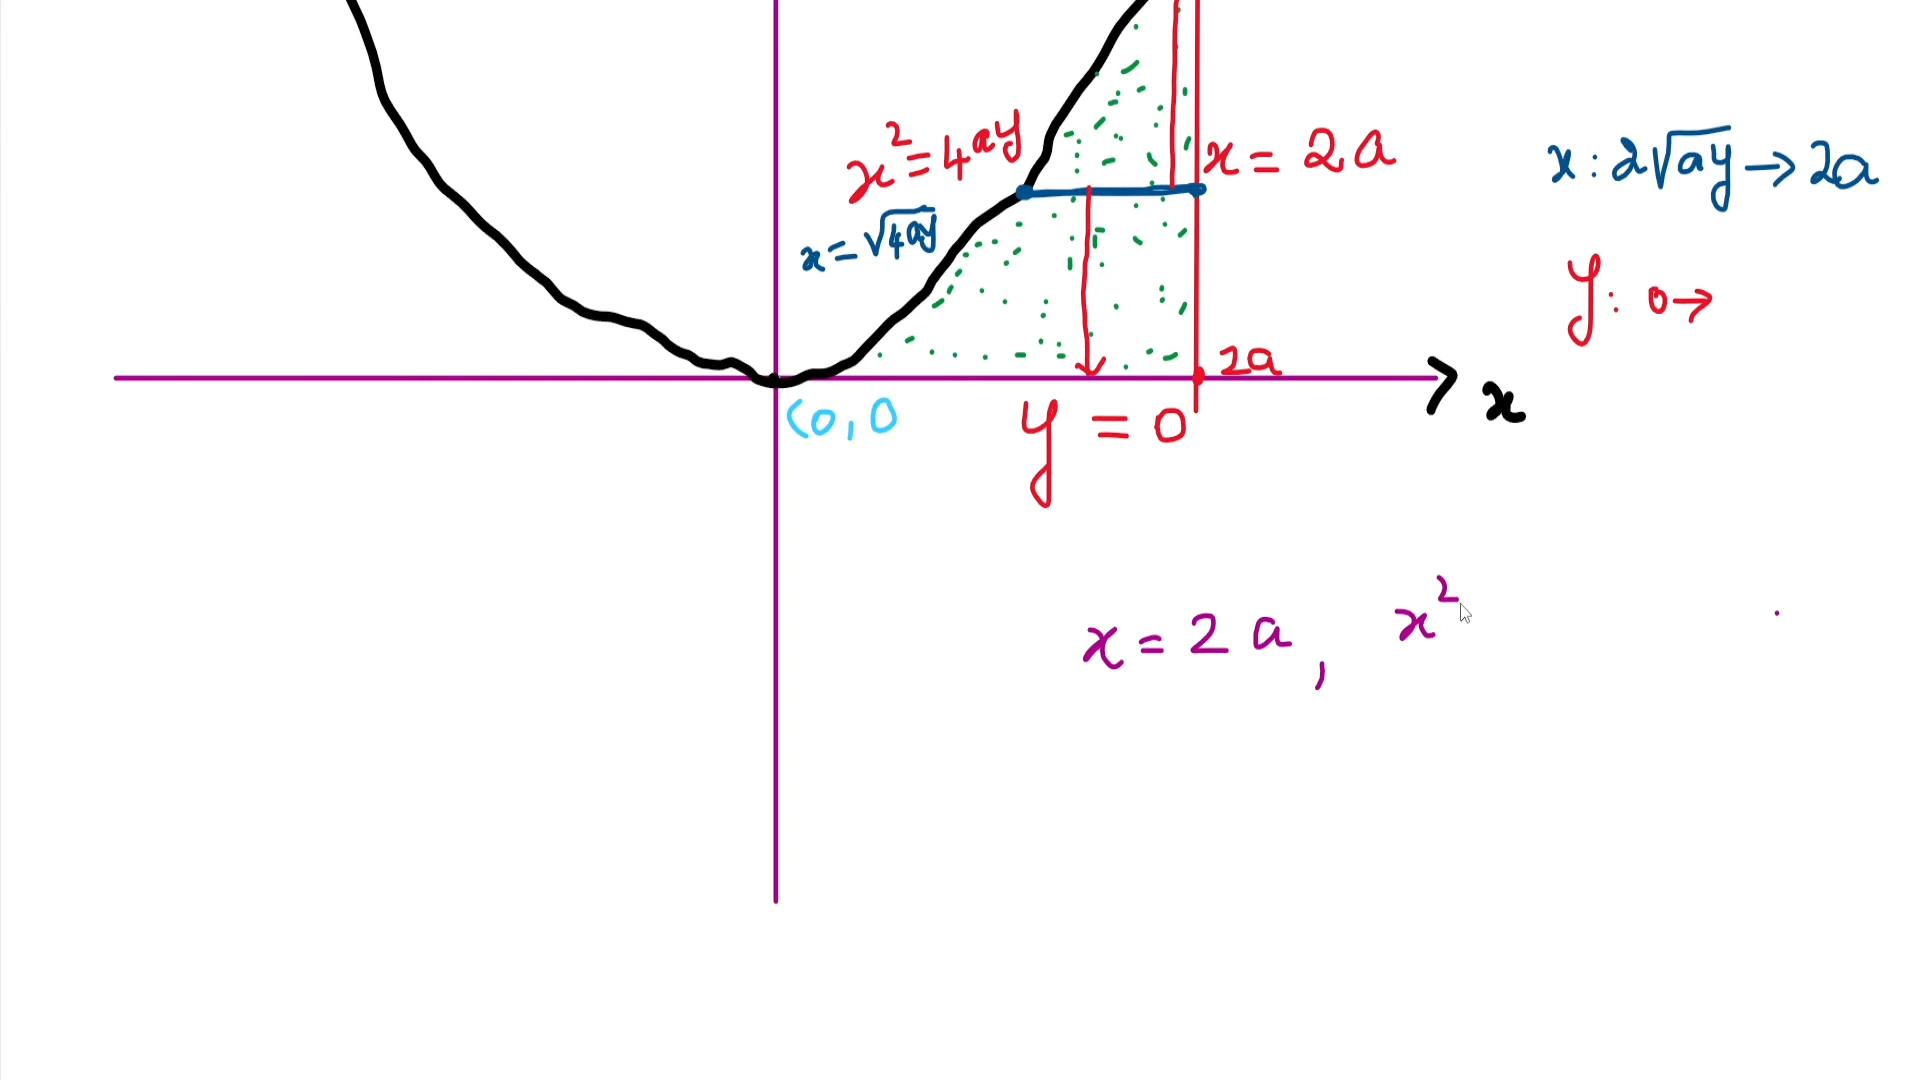 x² = 4ay
x = 2a
x : 2√ay → 2a
x = √4ay
y : 0 →
2a
x
(0, 0
y = 0
x = 2a , x²